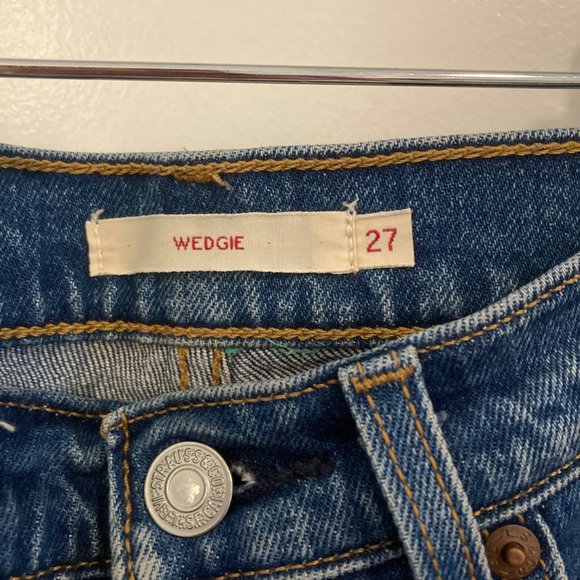 WEDGIE
27
STRAUSS & CO
S.F. CAL
L.S